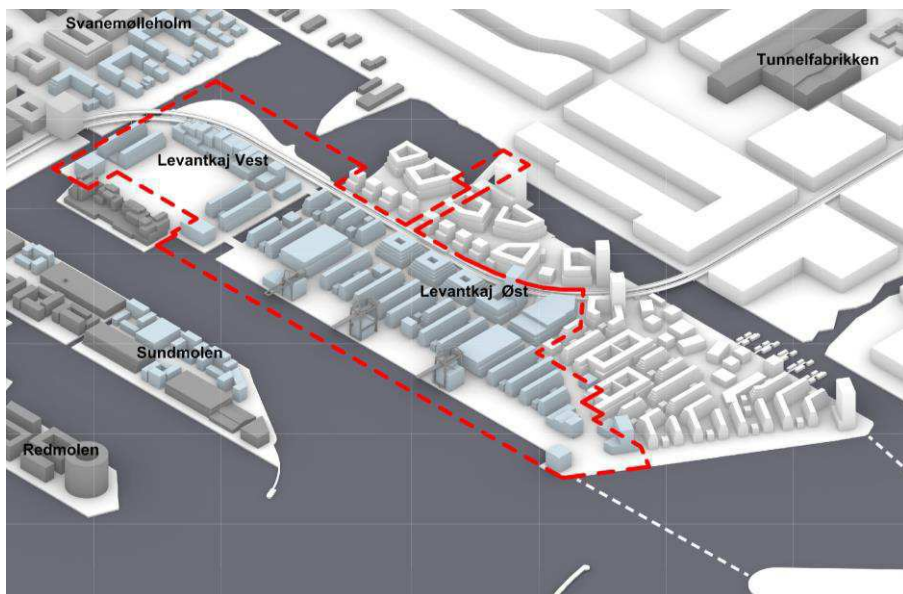 Svanemølleholm
Tunnelfabrikken
Levantkaj Vest
Levantkaj Øst
Sundmolen
Redmolen